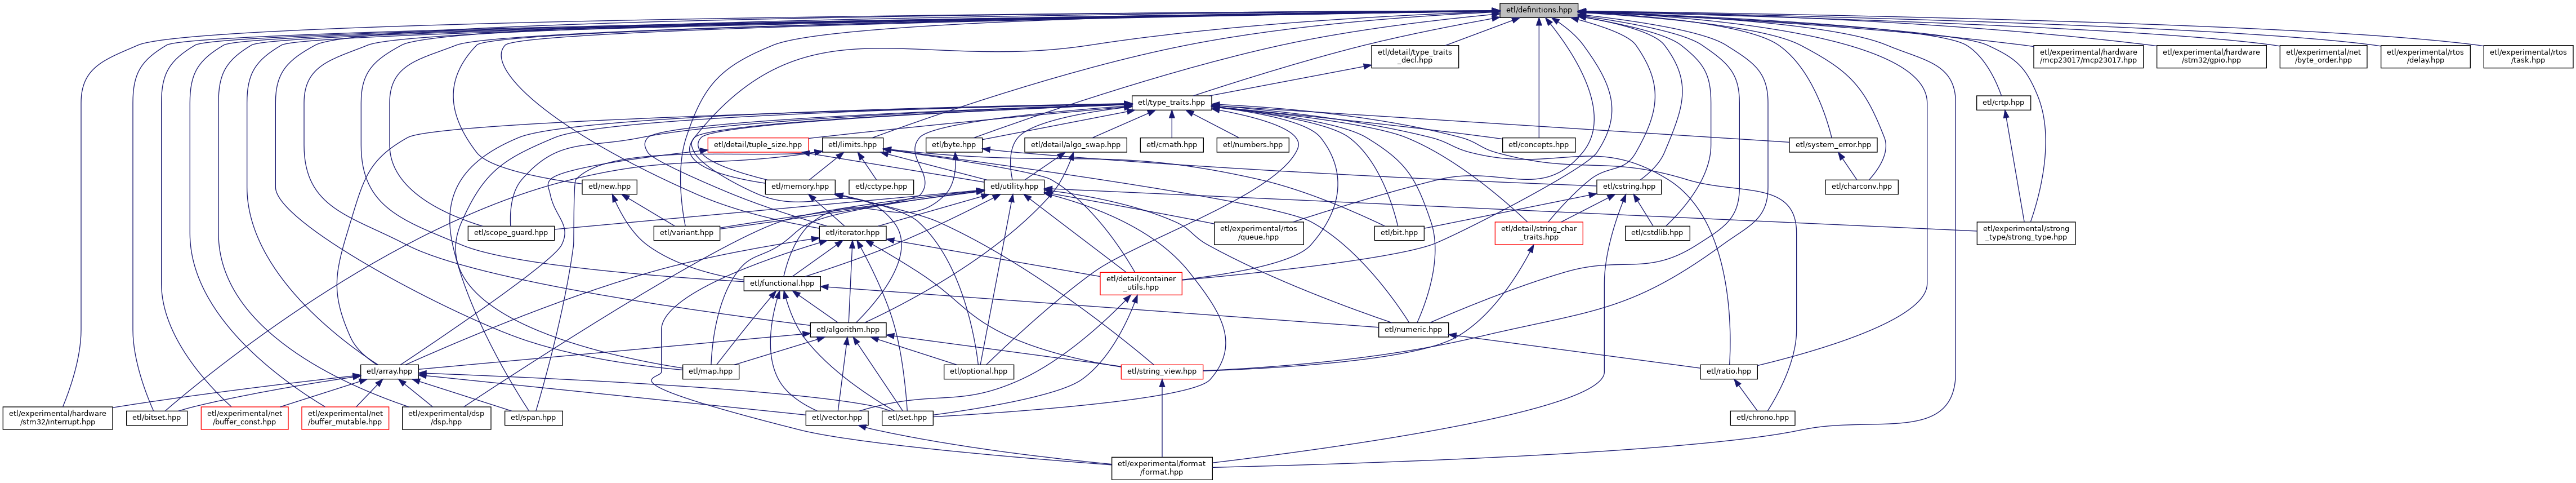 etl/definitions.hpp
etl/detail/type_traits
_decl.hpp
etl/experimental/hardware
/mcp23017/mcp23017.hpp
etl/experimental/hardware
/stm32/gpio.hpp
etl/experimental/net
/byte_order.hpp
etl/experimental/rtos
/delay.hpp
etl/experimental/rtos
/task.hpp
etl/type_traits.hpp
etl/crtp.hpp
etl/detail/tuple_size.hpp
etl/limits.hpp
etl/byte.hpp
etl/detail/algo_swap.hpp
etl/cmath.hpp
etl/numbers.hpp
etl/concepts.hpp
etl/system_error.hpp
etl/new.hpp
etl/memory.hpp
etl/cctype.hpp
etl/utility.hpp
etl/cstring.hpp
etl/charconv.hpp
etl/scope_guard.hpp
etl/variant.hpp
etl/iterator.hpp
etl/experimental/rtos
/queue.hpp
etl/bit.hpp
etl/detail/string_char
_traits.hpp
etl/cstdlib.hpp
etl/experimental/strong
_type/strong_type.hpp
etl/functional.hpp
etl/detail/container
_utils.hpp
etl/algorithm.hpp
etl/numeric.hpp
etl/array.hpp
etl/map.hpp
etl/optional.hpp
etl/string_view.hpp
etl/ratio.hpp
etl/experimental/hardware
/stm32/interrupt.hpp
etl/bitset.hpp
etl/experimental/net
/buffer_const.hpp
etl/experimental/net
/buffer_mutable.hpp
etl/experimental/dsp
/dsp.hpp
etl/span.hpp
etl/vector.hpp
etl/set.hpp
etl/chrono.hpp
etl/experimental/format
/format.hpp